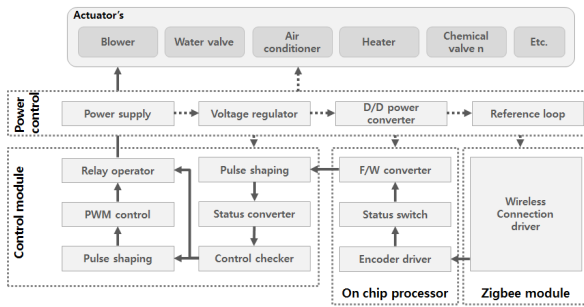 Actuator's
Blower
Water valve
Air
conditioner
Heater
Chemical
valve n
Etc.
Power
control
Power supply
Voltage regulator
D/D power
converter
Reference loop
Control module
Relay operator
Pulse shaping
F/W converter
Wireless
Connection
driver
PWM control
Status converter
Status switch
Pulse shaping
Control checker
Encoder driver
On chip processor
Zigbee module